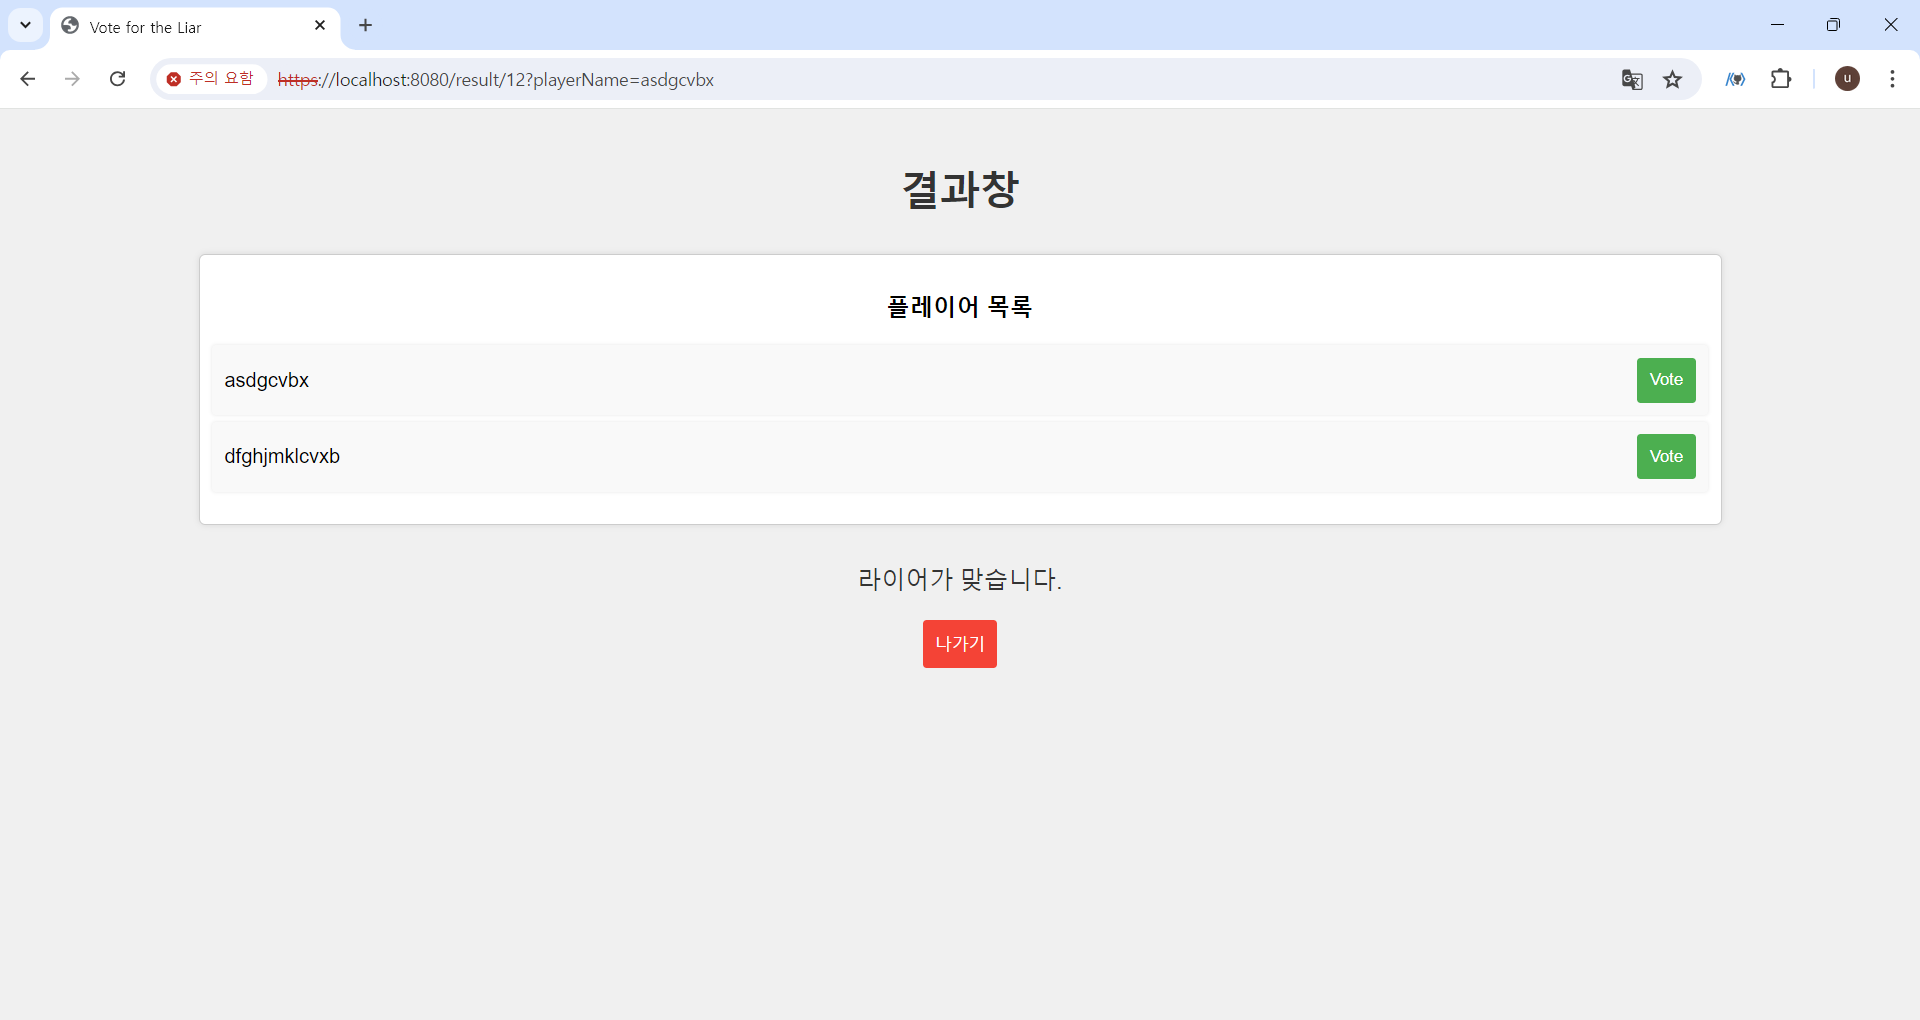 Vote for the Liar
주의 요함
https://localhost:8080/result/12?playerName=asdgcvbx
u
결과창
플레이어 목록
asdgcvbx
Vote
dfghjmklcvxb
Vote
라이어가 맞습니다.
나가기